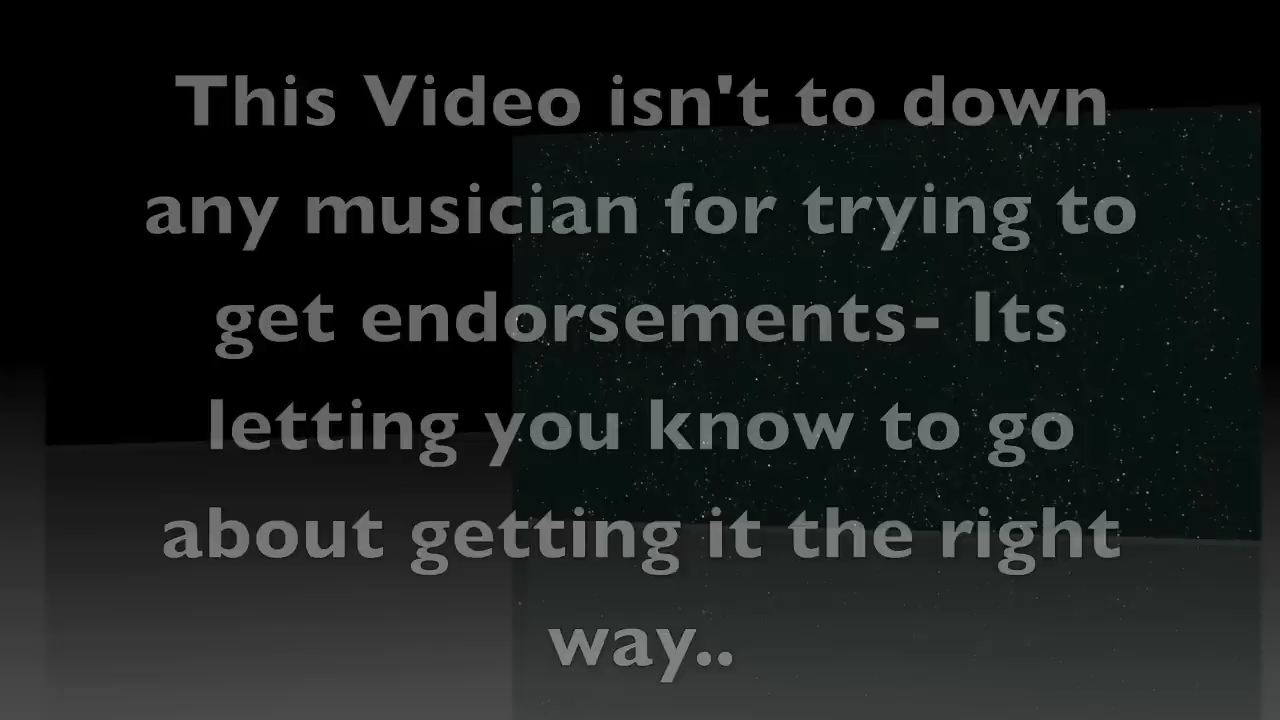 This Video isn't to down
any musician for trying to
get endorsements- Its
letting you know to go
about getting it the right
way..